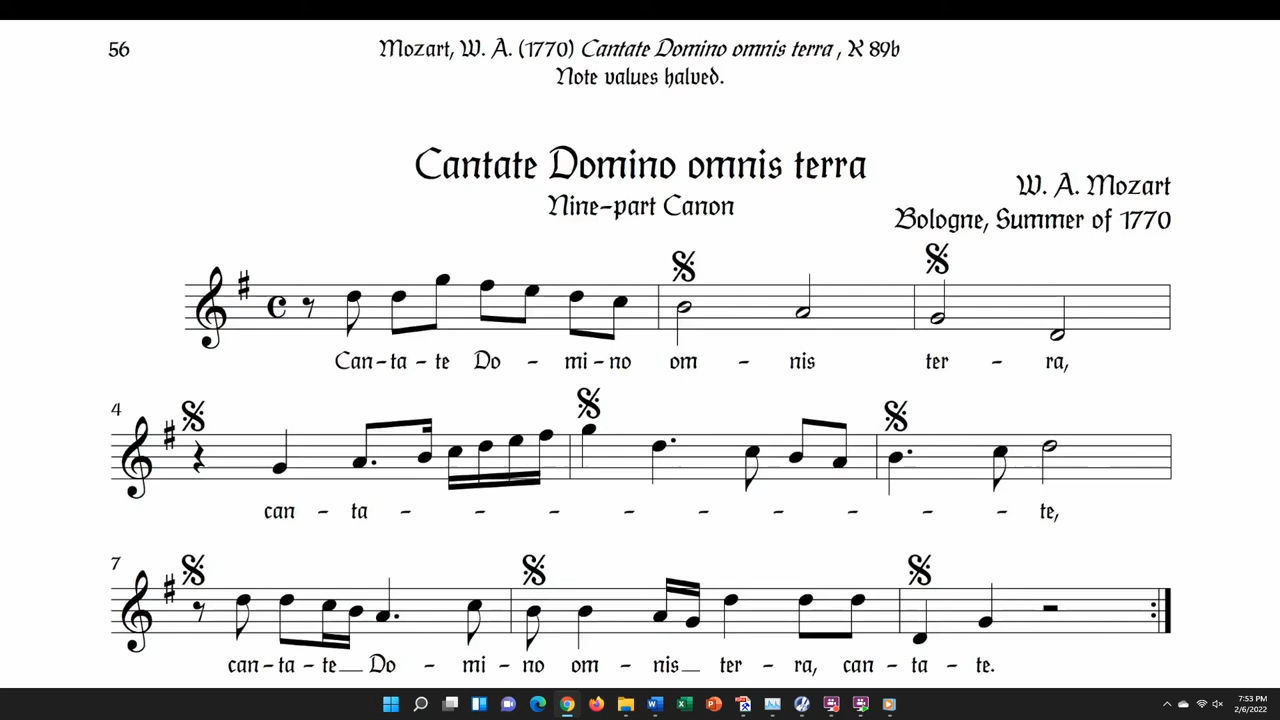 56
Mozart, W. A. (1770) Cantate Domino omnis terra , K 89b
Note values halved.
Cantate Domino omnis terra
Nine-part Canon
W. A. Mozart
Bologne, Summer of 1770
Can-ta-te Do - mi-no om - nis ter - ra,
4
can - ta - - - - - - - - - te,
7
can-ta-te__ Do - mi - no om - nis__ ter - ra, can - ta - te.
7:53 PM
2/6/2022